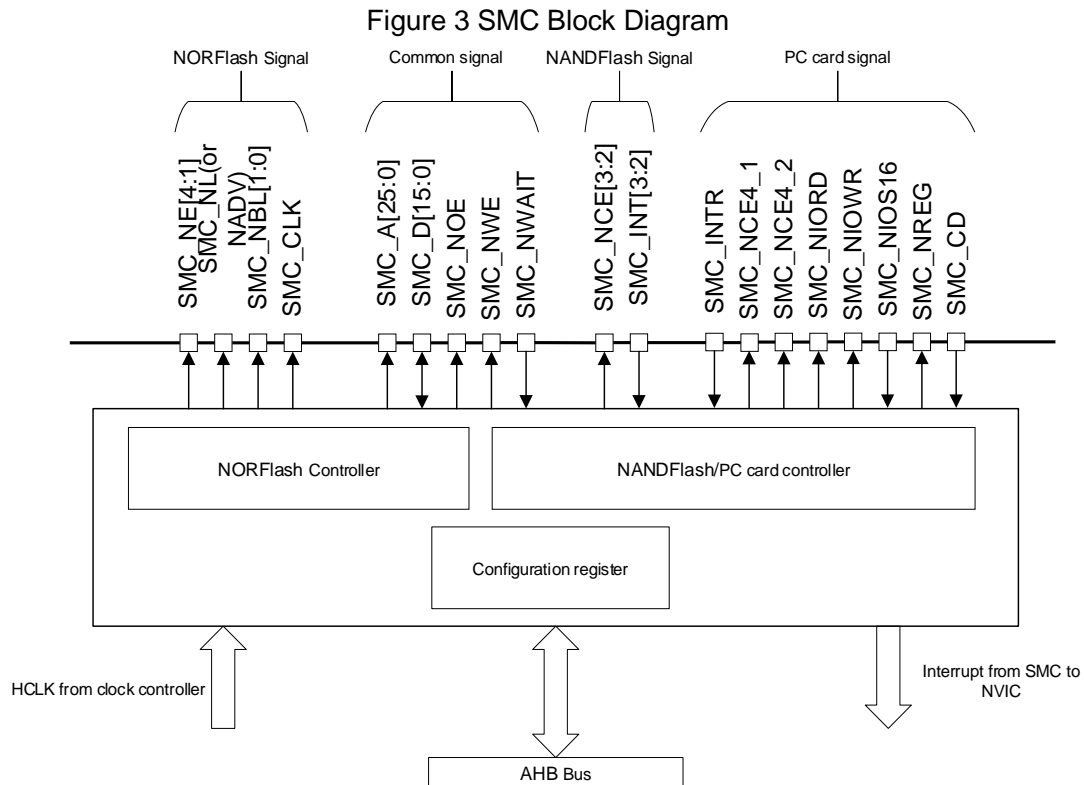 Figure 3 SMC Block Diagram
NORFlash Signal
Common signal
NANDFlash Signal
PC card signal
SMC_NE[4:1]
SMC_NL(or
NADV)
SMC_NBL[1:0]
SMC_CLK
SMC_A[25:0]
SMC_D[15:0]
SMC_NOE
SMC_NWE
SMC_NWAIT
SMC_NCE[3:2]
SMC_INT[3:2]
SMC_INTR
SMC_NCE4_1
SMC_NCE4_2
SMC_NIORD
SMC_NIOWR
SMC_NIOS16
SMC_NREG
SMC_CD
NORFlash Controller
NANDFlash/PC card controller
Configuration register
HCLK from clock controller
Interrupt from SMC to
NVIC
AHB Bus